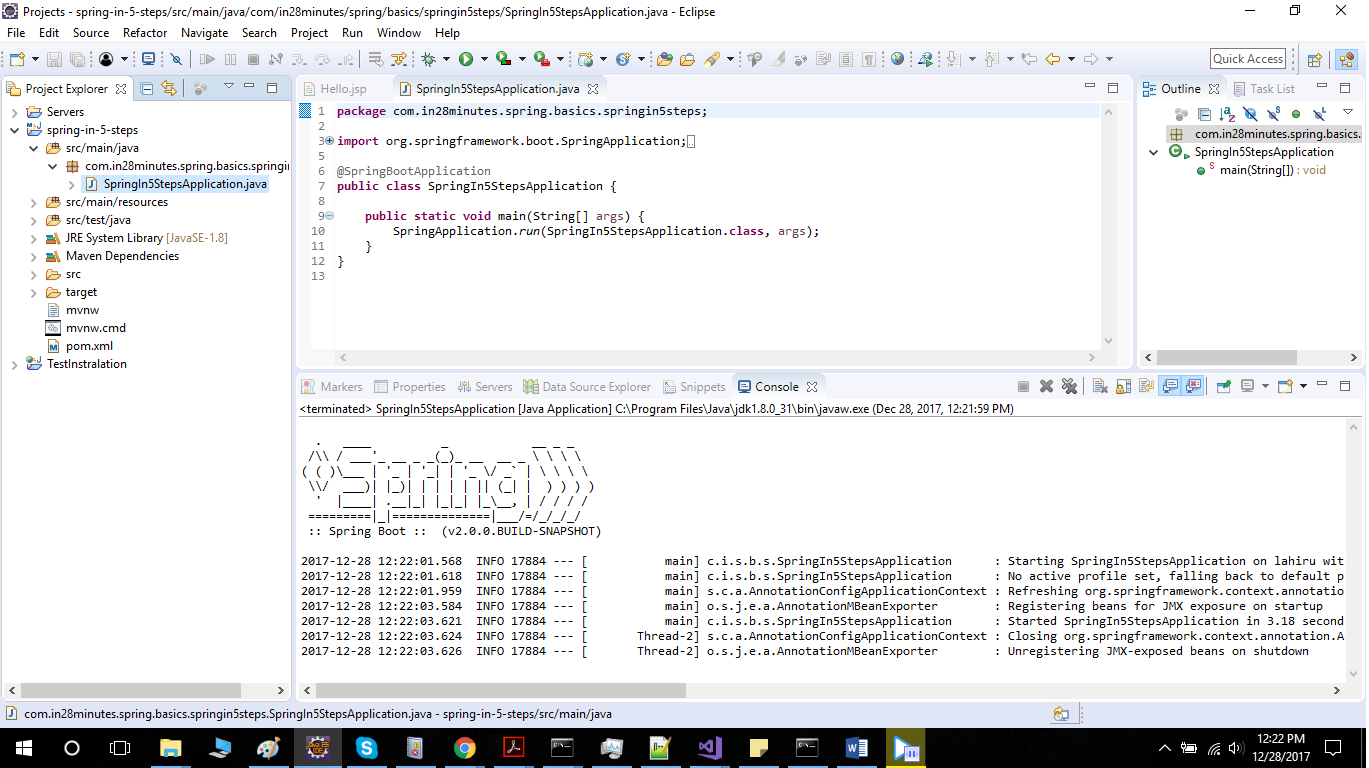 Projects - spring-in-5-steps/src/main/java/com/in28minutes/spring/basics/springin5steps/SpringIn5StepsApplication.java - Eclipse
File Edit Source Refactor Navigate Search Project Run Window Help
Quick Access
Project Explorer
Servers
spring-in-5-steps
src/main/java
com.in28minutes.spring.basics.springi
SpringIn5StepsApplication.java
src/main/resources
src/test/java
JRE System Library [JavaSE-1.8]
Maven Dependencies
src
target
mvnw
mvnw.cmd
pom.xml
TestInstralation
Hello.jsp SpringIn5StepsApplication.java
1 package com.in28minutes.spring.basics.springin5steps;
2
3 import org.springframework.boot.SpringApplication;
5
6 @SpringBootApplication
7 public class SpringIn5StepsApplication {
8
9 public static void main(String[] args) {
10 SpringApplication.run(SpringIn5StepsApplication.class, args);
11 }
12 }
13
Outline Task List
com.in28minutes.spring.basics.
SpringIn5StepsApplication
main(String[]) : void
Markers Properties Servers Data Source Explorer Snippets Console
<terminated> SpringIn5StepsApplication [Java Application] C:\Program Files\Java\jdk1.8.0_31\bin\javaw.exe (Dec 28, 2017, 12:21:59 PM)
Spring
:: Spring Boot :: (v2.0.0.BUILD-SNAPSHOT)
2017-12-28 12:22:01.568 INFO 17884 --- [ main] c.i.s.b.s.SpringIn5StepsApplication : Starting SpringIn5StepsApplication on lahiru wit
2017-12-28 12:22:01.618 INFO 17884 --- [ main] c.i.s.b.s.SpringIn5StepsApplication : No active profile set, falling back to default p
2017-12-28 12:22:01.959 INFO 17884 --- [ main] s.c.a.AnnotationConfigApplicationContext : Refreshing org.springframework.context.annotatio
2017-12-28 12:22:03.584 INFO 17884 --- [ main] o.s.j.e.a.AnnotationMBeanExporter : Registering beans for JMX exposure on startup
2017-12-28 12:22:03.621 INFO 17884 --- [ main] c.i.s.b.s.SpringIn5StepsApplication : Started SpringIn5StepsApplication in 3.18 second
2017-12-28 12:22:03.624 INFO 17884 --- [ Thread-2] s.c.a.AnnotationConfigApplicationContext : Closing org.springframework.context.annotation.A
2017-12-28 12:22:03.626 INFO 17884 --- [ Thread-2] o.s.j.e.a.AnnotationMBeanExporter : Unregistering JMX-exposed beans on shutdown
com.in28minutes.spring.basics.springin5steps.SpringIn5StepsApplication.java - spring-in-5-steps/src/main/java
12:22 PM
12/28/2017